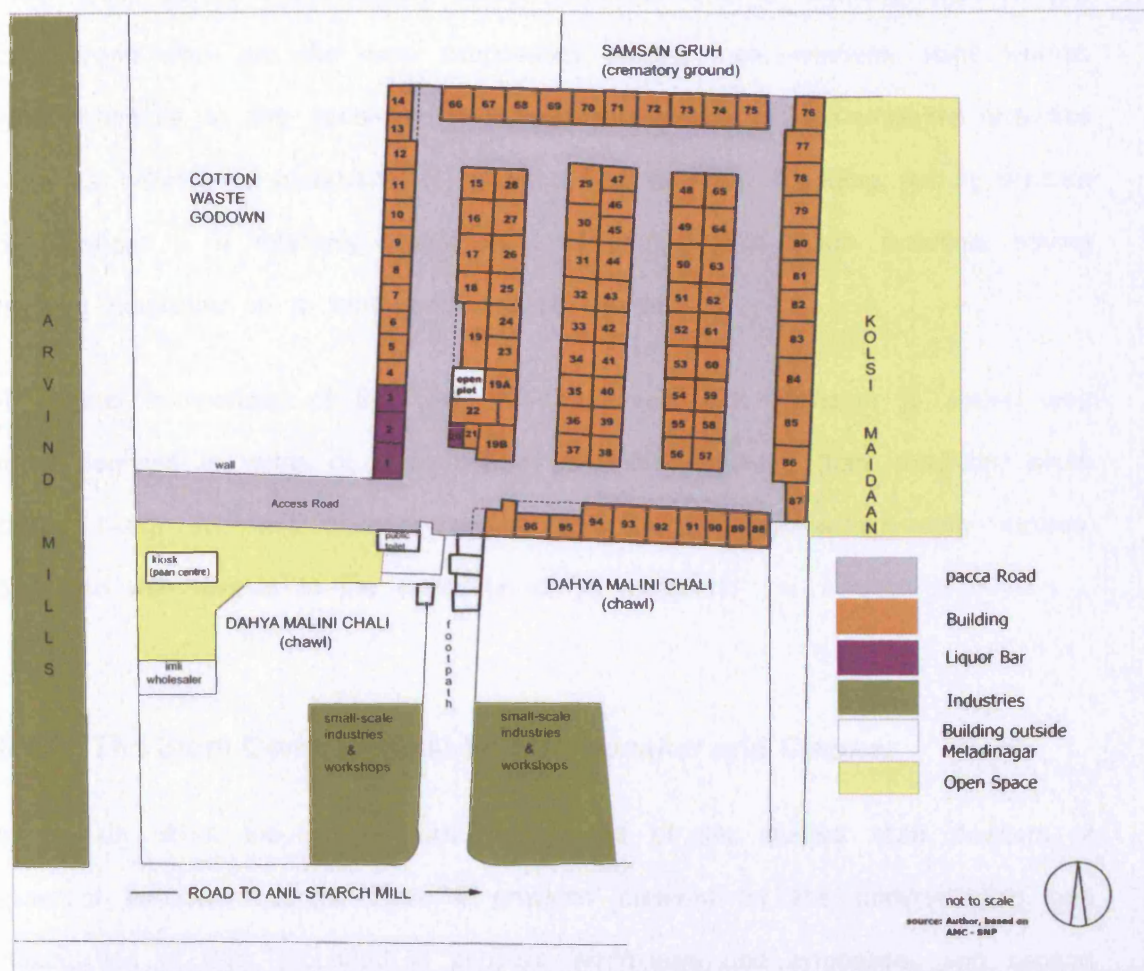 SAMSAN GRUH
(crematory ground)
14 66 67 68 69 70 71 72 73 74 75 76
13 77
12 15 28 29 47 48 65 78
11 46
10 16 27 30 45 49 64 79
9 17 26 31 44 50 63 80
8 81
7 18 25 32 43 51 62 82
6 19 24 33 42 52 61 83
5 23 34 41 53 60
4 84
3 19A 35 40 54 59
2 22 36 39 55 58 85
1 21 19B 37 38 56 57 86
87
96 95 94 93 92 91 90 89 88
COTTON
WASTE
GODOWN
open
plot
ARVIND MILLS
KOLSI MAIDAAN
wall
Access Road
public
toilet
kiosk
(paan centre)
DAHYA MALINI CHALI
(chawl)
DAHYA MALINI CHALI
(chawl)
imli
wholesaler
ootpath
small-scale
industries
&
workshops
small-scale
industries
&
workshops
pacca Road
Building
Liquor Bar
Industries
Building outside
Meladinagar
Open Space
ROAD TO ANIL STARCH MILL
not to scale
source: Author, based on
AMC - SNP